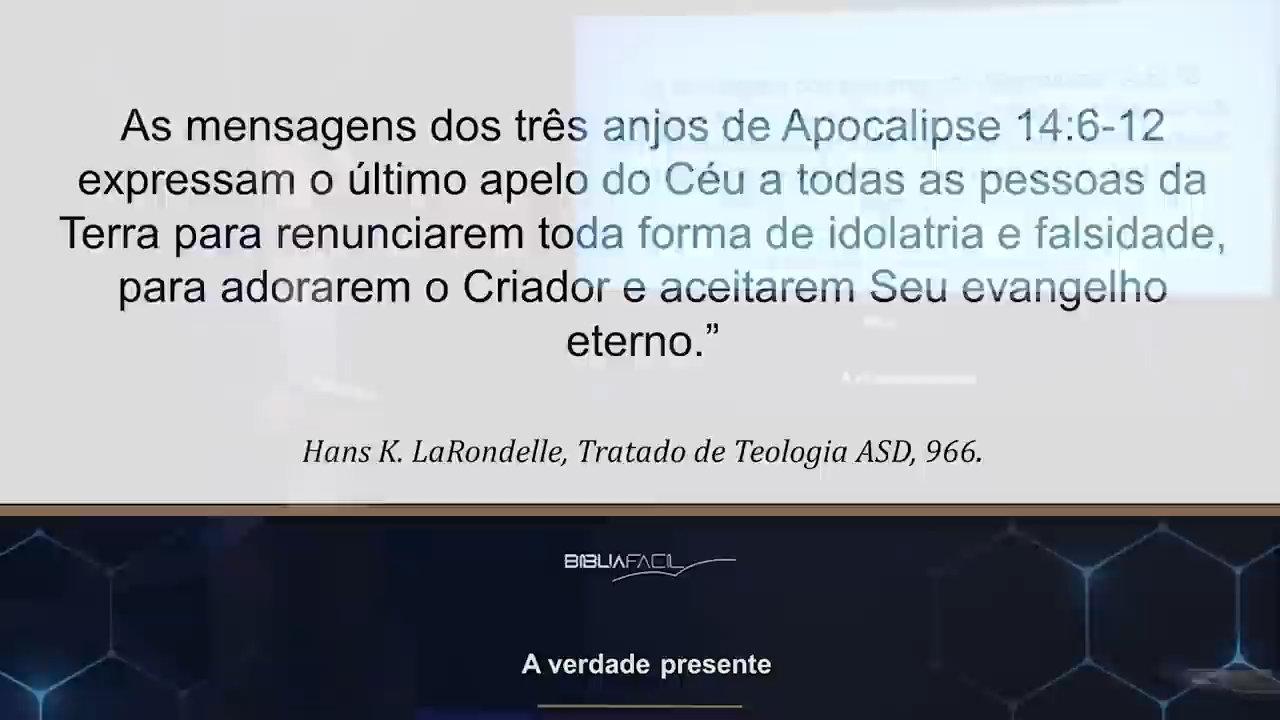 As mensagens dos três anjos de Apocalipse 14:6-12
expressam o último apelo do Céu a todas as pessoas da
Terra para renunciarem toda forma de idolatria e falsidade,
para adorarem o Criador e aceitarem Seu evangelho
eterno.”
Hans K. LaRondelle, Tratado de Teologia ASD, 966.
BIBLIAFACIL
A verdade presente